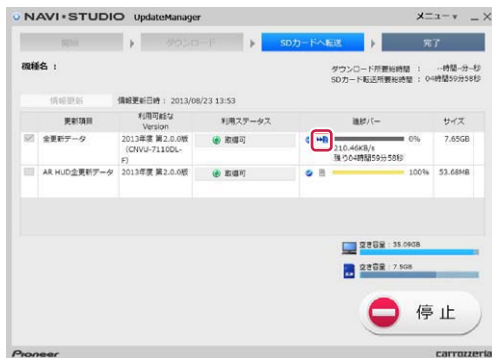 NAVI*STUDIO UpdateManager
メニュー
開始
ダウンロード
SDカードへ転送
完了
機種名 :
ダウンロード所要総時間 : --時間-分-秒
SDカード転送所要総時間 : 04時間59分58秒
情報更新
情報更新日時 : 2013/08/23 13:53
更新項目
利用可能な
Version
利用ステータス
進捗バー
サイズ
全更新データ
2013年度 第2.0.0版
(CNVU-7110DL-
F)
取得可
0%
7.65GB
210.46KB/s
残り04時間59分58秒
AR HUD全更新データ
2013年度 第2.0.0版
取得可
100%
53.68MB
空き容量 : 35.09GB
空き容量 : 7.5GB
停止
Pioneer
carrozzeria